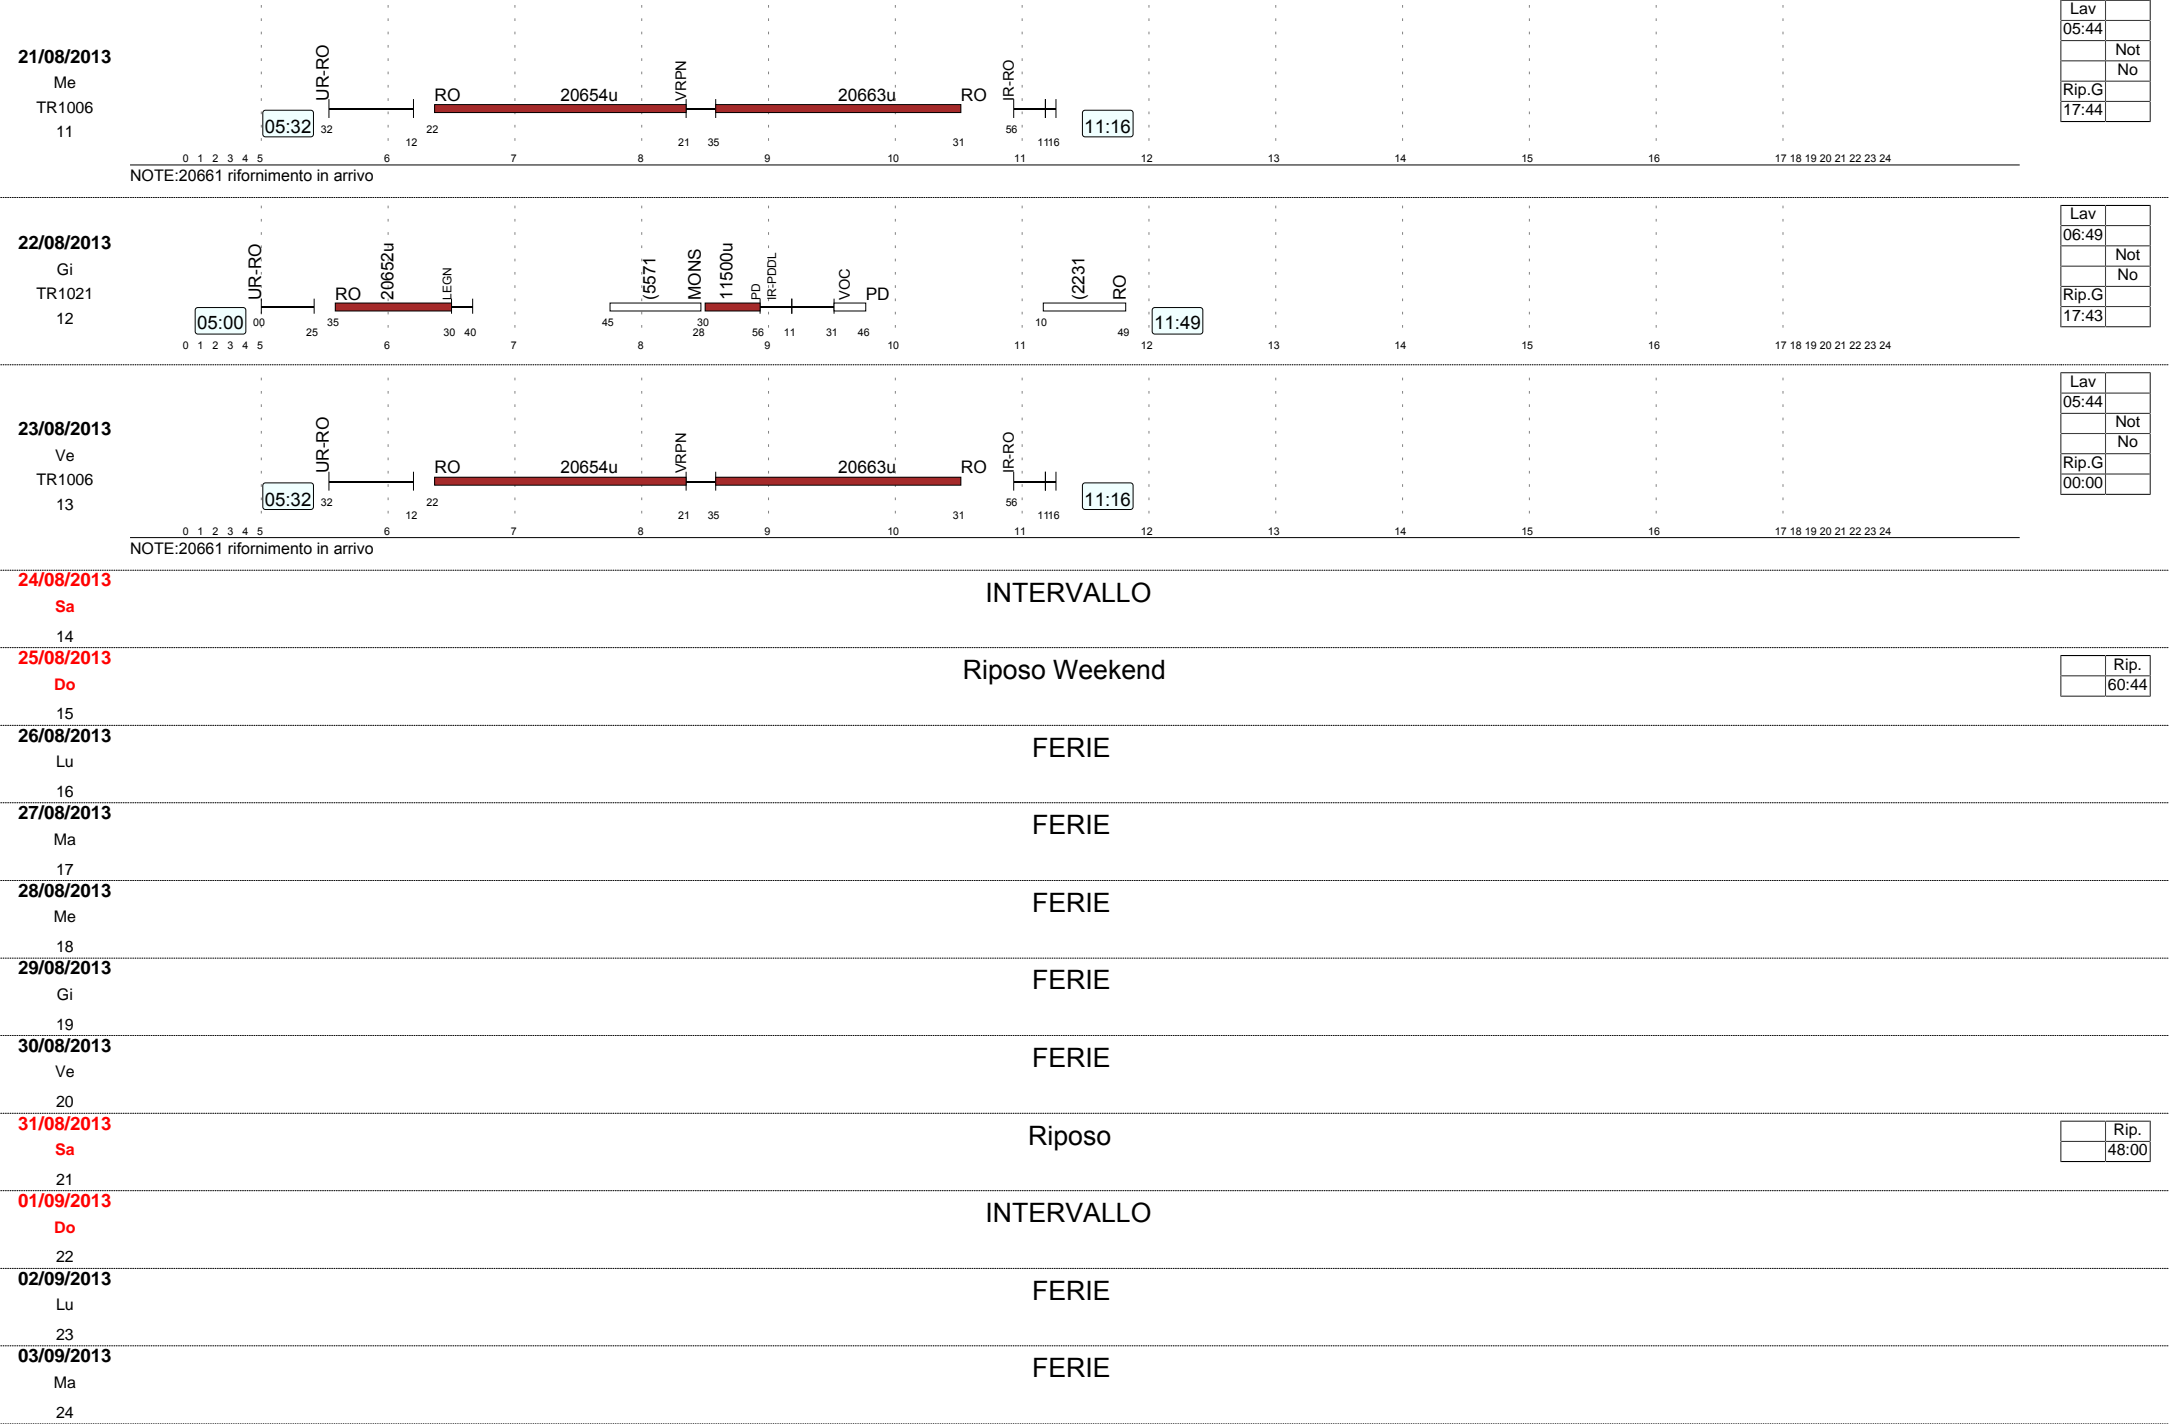 Lav
05:44
Not
No
Rip.G
17:44
21/08/2013
Me
TR1006
11
UR-RO
RO 20654u VRPN 20663u RO IR-RO
05:32 32 12 22 21 35 31 56 1116 11:16
0 1 2 3 4 5 6 7 8 9 10 11 12 13 14 15 16 17 18 19 20 21 22 23 24
NOTE:20661 rifornimento in arrivo
Lav
06:49
Not
No
Rip.G
17:43
22/08/2013
Gi
TR1021
12
UR-RO RO 20652u LEGN (5571 MONS 11500u PD IR-PDDL VOC PD (2231 RO
05:00 00 25 35 30 40 45 28 30 56 11 31 46 10 49 11:49
0 1 2 3 4 5 6 7 8 9 10 11 12 13 14 15 16 17 18 19 20 21 22 23 24
Lav
05:44
Not
No
Rip.G
00:00
23/08/2013
Ve
TR1006
13
UR-RO
RO 20654u VRPN 20663u RO IR-RO
05:32 32 12 22 21 35 31 56 1116 11:16
0 1 2 3 4 5 6 7 8 9 10 11 12 13 14 15 16 17 18 19 20 21 22 23 24
NOTE:20661 rifornimento in arrivo
24/08/2013
Sa
14
INTERVALLO
25/08/2013
Do
15
Riposo Weekend
Rip.
60:44
26/08/2013
Lu
16
FERIE
27/08/2013
Ma
17
FERIE
28/08/2013
Me
18
FERIE
29/08/2013
Gi
19
FERIE
30/08/2013
Ve
20
FERIE
31/08/2013
Sa
21
Riposo
Rip.
48:00
01/09/2013
Do
22
INTERVALLO
02/09/2013
Lu
23
FERIE
03/09/2013
Ma
24
FERIE